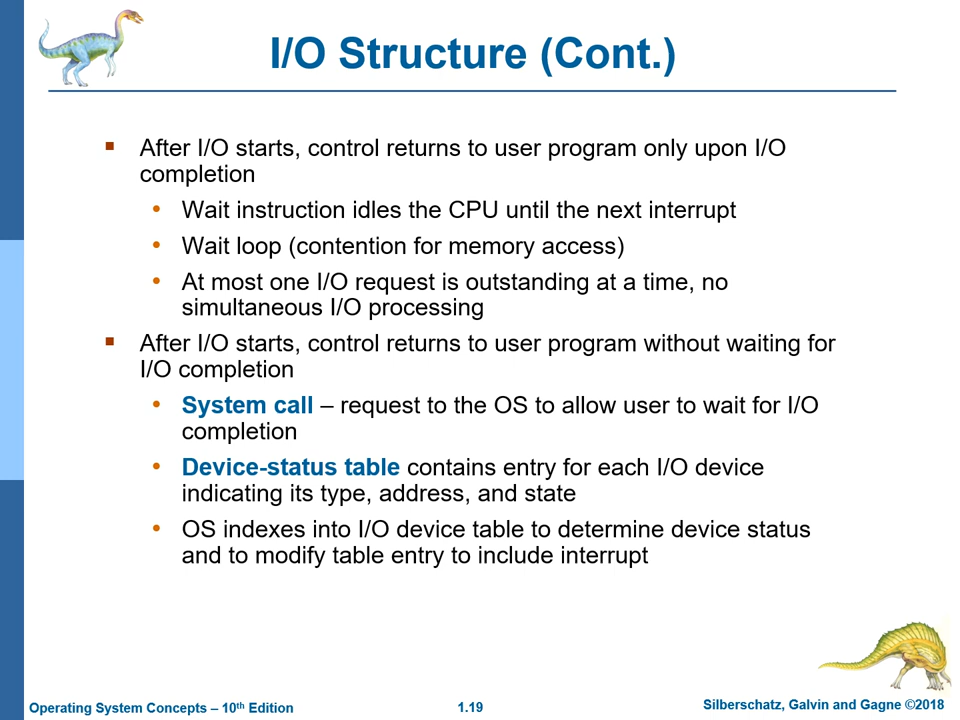 I/O Structure (Cont.)
▪ After I/O starts, control returns to user program only upon I/O
completion
• Wait instruction idles the CPU until the next interrupt
• Wait loop (contention for memory access)
• At most one I/O request is outstanding at a time, no
simultaneous I/O processing
▪ After I/O starts, control returns to user program without waiting for
I/O completion
• System call – request to the OS to allow user to wait for I/O
completion
• Device-status table contains entry for each I/O device
indicating its type, address, and state
• OS indexes into I/O device table to determine device status
and to modify table entry to include interrupt
Operating System Concepts – 10th Edition
1.19
Silberschatz, Galvin and Gagne ©2018